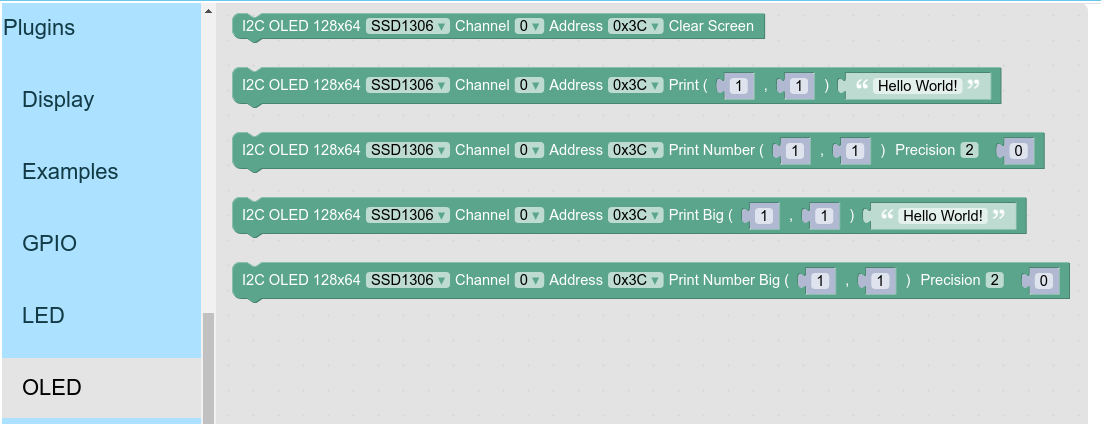 Plugins
Display
Examples
GPIO
LED
OLED
I2C OLED 128x64 SSD1306 Channel 0 Address 0x3C Clear Screen
I2C OLED 128x64 SSD1306 Channel 0 Address 0x3C Print ( 1 , 1 ) “ Hello World! ”
I2C OLED 128x64 SSD1306 Channel 0 Address 0x3C Print Number ( 1 , 1 ) Precision 2 0
I2C OLED 128x64 SSD1306 Channel 0 Address 0x3C Print Big ( 1 , 1 ) “ Hello World! ”
I2C OLED 128x64 SSD1306 Channel 0 Address 0x3C Print Number Big ( 1 , 1 ) Precision 2 0